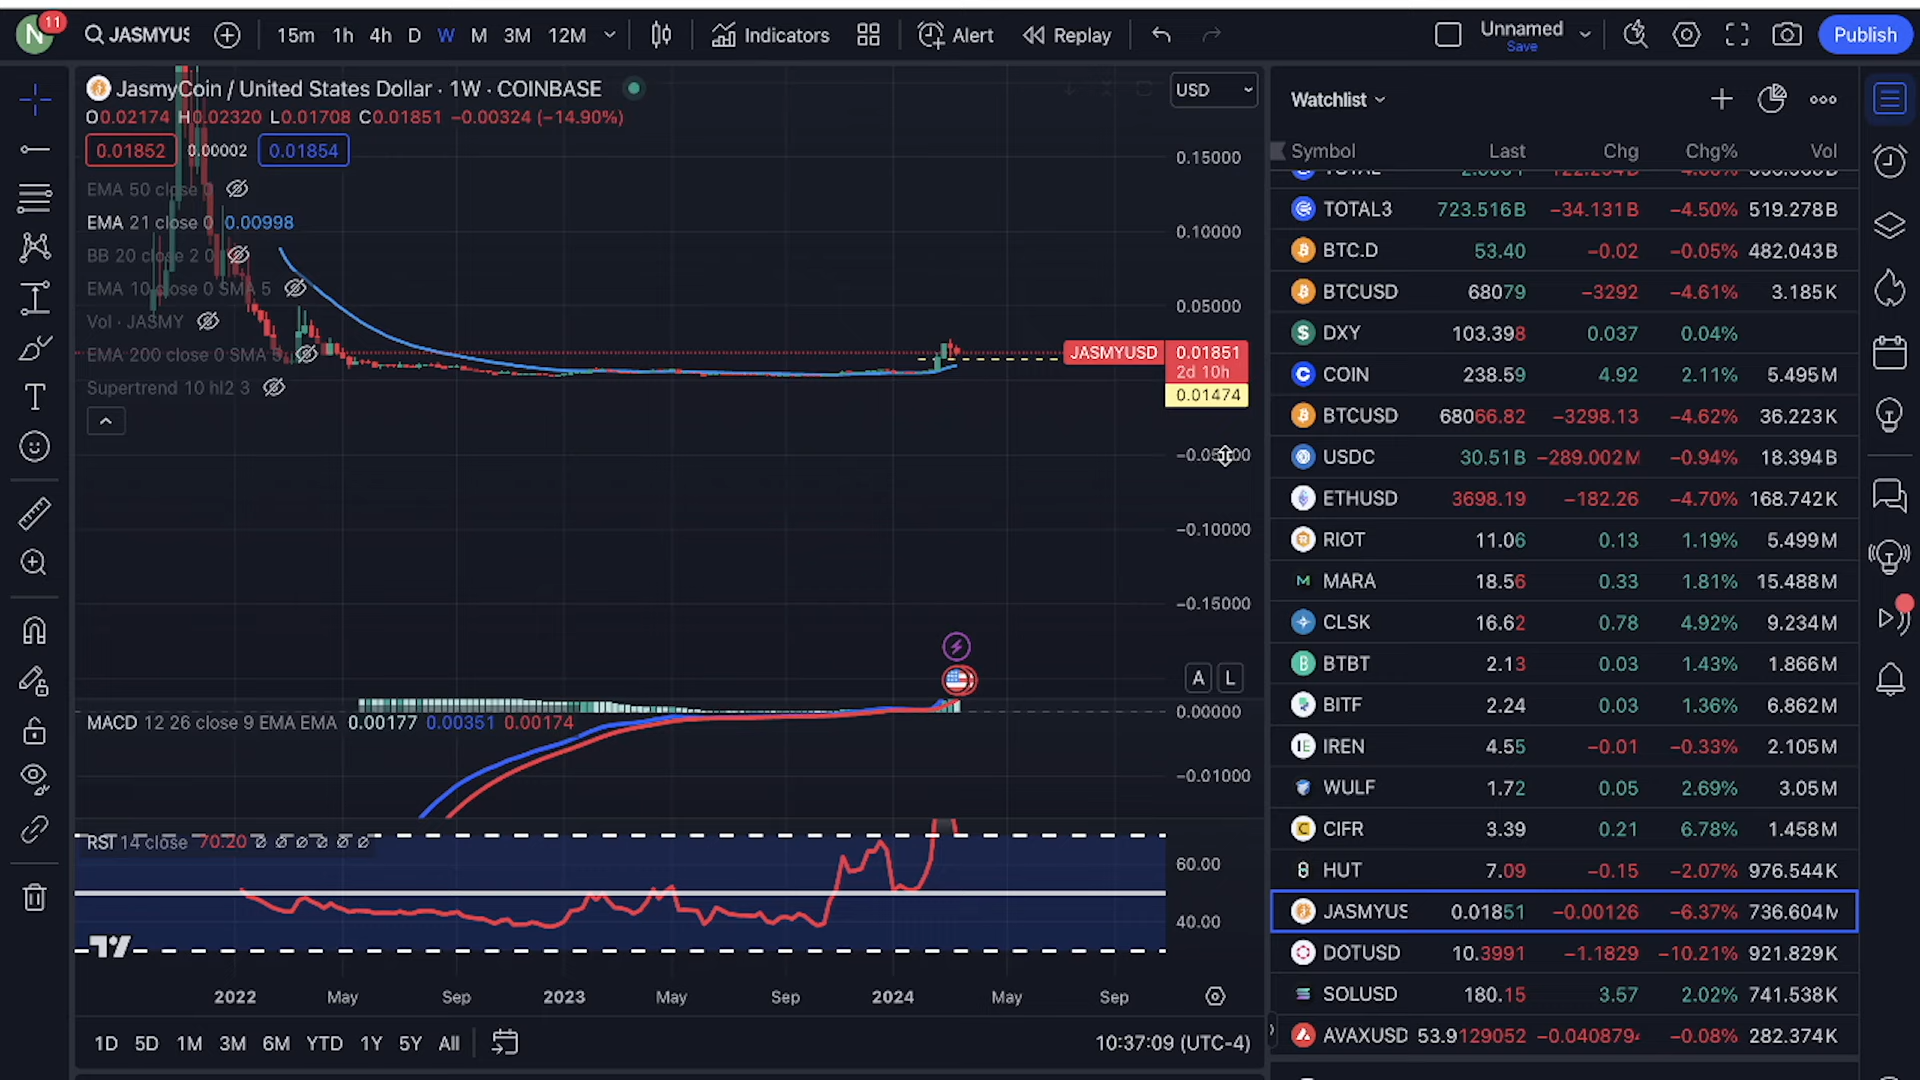 N 11 JASMYUS 15m 1h 4h D W M 3M 12M Indicators Alert Replay Unnamed Save Publish
JasmyCoin / United States Dollar · 1W · COINBASE USD
O0.02174 H0.02320 L0.01708 C0.01851 −0.00324 (−14.90%)
0.01852 0.00002 0.01854
EMA 50 close 0
EMA 21 close 0 0.00998
BB 20 close 2 0
EMA 10 close 0 SMA 5
Vol · JASMY
EMA 200 close 0 SMA 5
Supertrend 10 hl2 3
0.15000
0.10000
0.05000
JASMYUSD 0.01851
2d 10h
0.01474
−0.10000
−0.15000
A L
0.00000
MACD 12 26 close 9 EMA EMA 0.00177 0.00351 0.00174
−0.01000
RSI 14 close 70.20 Ø Ø Ø Ø Ø Ø
60.00
40.00
2022 May Sep 2023 May Sep 2024 May Sep
1D 5D 1M 3M 6M YTD 1Y 5Y All 10:37:09 (UTC-4)
Watchlist
Symbol Last Chg Chg% Vol
TOTAL3 723.516B −34.131B −4.50% 519.278B
BTC.D 53.40 −0.02 −0.05% 482.043B
BTCUSD 68079 −3292 −4.61% 3.185K
DXY 103.398 0.037 0.04%
COIN 238.59 4.92 2.11% 5.495M
BTCUSD 68066.82 −3298.13 −4.62% 36.223K
USDC 30.51B −289.002M −0.94% 18.394B
ETHUSD 3698.19 −182.26 −4.70% 168.742K
RIOT 11.06 0.13 1.19% 5.499M
MARA 18.56 0.33 1.81% 15.488M
CLSK 16.62 0.78 4.92% 9.234M
BTBT 2.13 0.03 1.43% 1.866M
BITF 2.24 0.03 1.36% 6.862M
IREN 4.55 −0.01 −0.33% 2.105M
WULF 1.72 0.05 2.69% 3.05M
CIFR 3.39 0.21 6.78% 1.458M
HUT 7.09 −0.15 −2.07% 976.544K
JASMYUS 0.01851 −0.00126 −6.37% 736.604M
DOTUSD 10.3991 −1.1829 −10.21% 921.829K
SOLUSD 180.15 3.57 2.02% 741.538K
AVAXUSD 53.9129052 −0.040879 −0.08% 282.374K